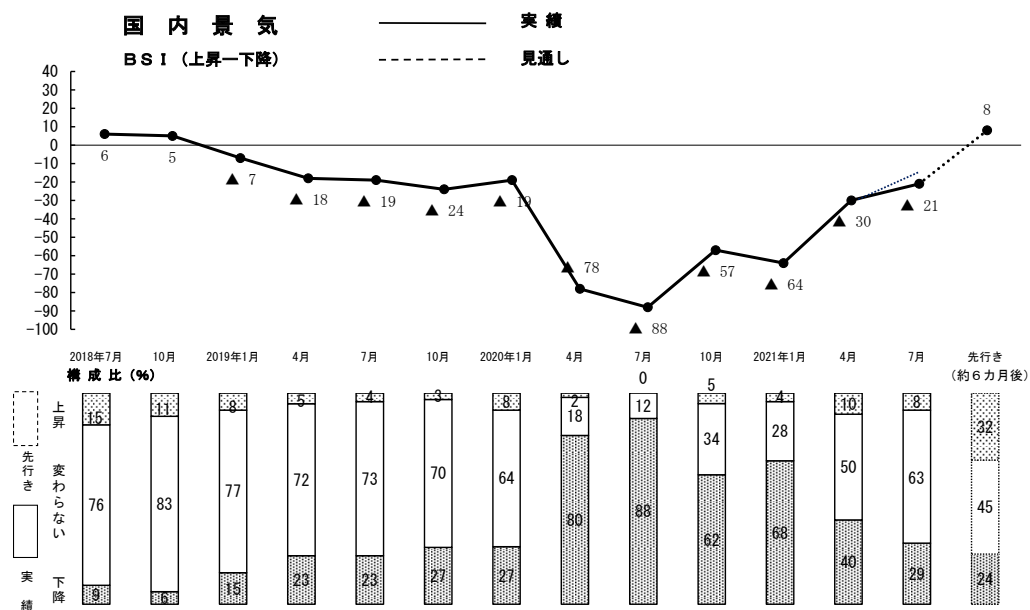 国内景気
実績
BSI（上昇－下降）
見通し
40
30
20
10
0
-10
-20
-30
-40
-50
-60
-70
-80
-90
-100
6 5 ▲ 7 ▲ 18 ▲ 19 ▲ 24 ▲ 19 ▲ 78 ▲ 88 ▲ 57 ▲ 64 ▲ 30 ▲ 21 8
2018年7月 10月 2019年1月 4月 7月 10月 2020年1月 4月 7月 10月 2021年1月 4月 7月 先行き
(約6カ月後)
構成比(%)
上昇 15 11 8 5 4 3 8 2 0 5 4 10 8 32
変わらない 76 83 77 72 73 70 64 18 12 34 28 50 63 45
下降 9 6 15 23 23 27 27 80 88 62 68 40 29 24
先行き
実績